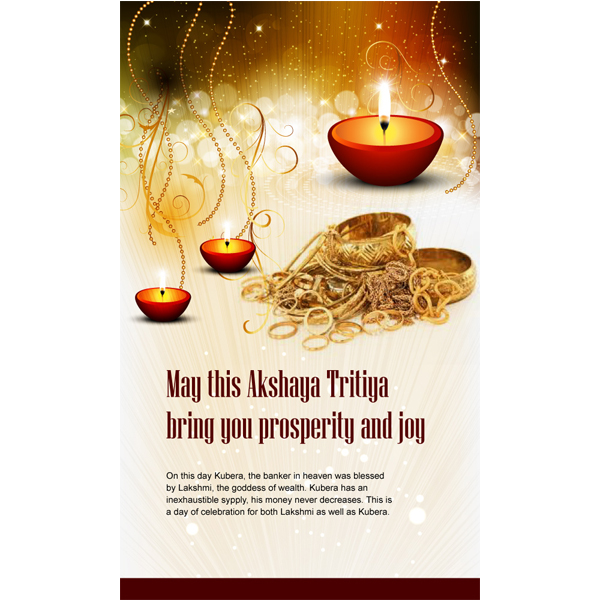 May this Akshaya Tritiya
bring you prosperity and joy
On this day Kubera, the banker in heaven was blessed
by Lakshmi, the goddess of wealth. Kubera has an
inexhaustible sypply, his money never decreases. This is
a day of celebration for both Lakshmi as well as Kubera.